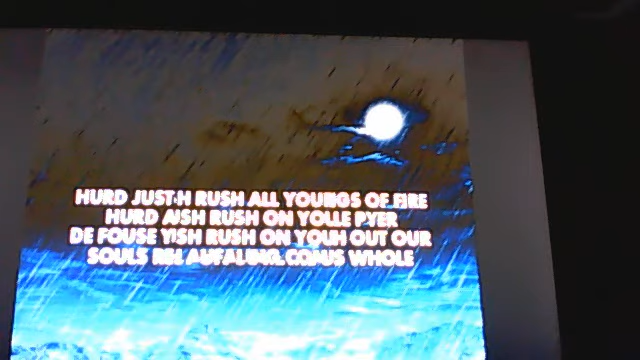 HURD JUST-H RUSH ALL YOUNGS OF FIRE
HURD AISH RUSH ON YOLLE PYER
DE FOUSE YISH RUSH ON YOUH OUT OUR
SOULS WHOLE